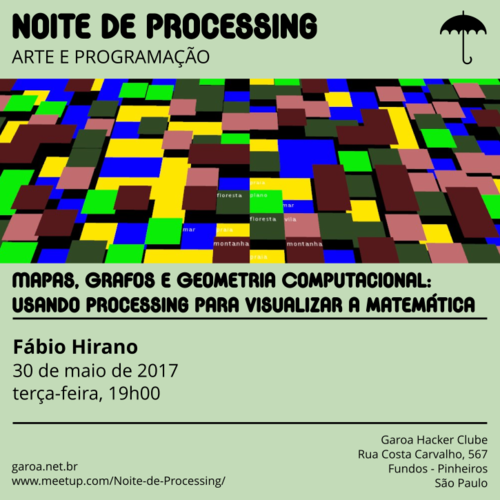 NOITE DE PROCESSING
ARTE E PROGRAMAÇÃO
floresta
plano
floresta
mar
praia
montanha
montanha
MAPAS, GRAFOS E GEOMETRIA COMPUTACIONAL:
USANDO PROCESSING PARA VISUALIZAR A MATEMÁTICA
Fábio Hirano
30 de maio de 2017
terça-feira, 19h00
Garoa Hacker Clube
Rua Costa Carvalho, 567
Fundos - Pinheiros
São Paulo
garoa.net.br
www.meetup.com/Noite-de-Processing/